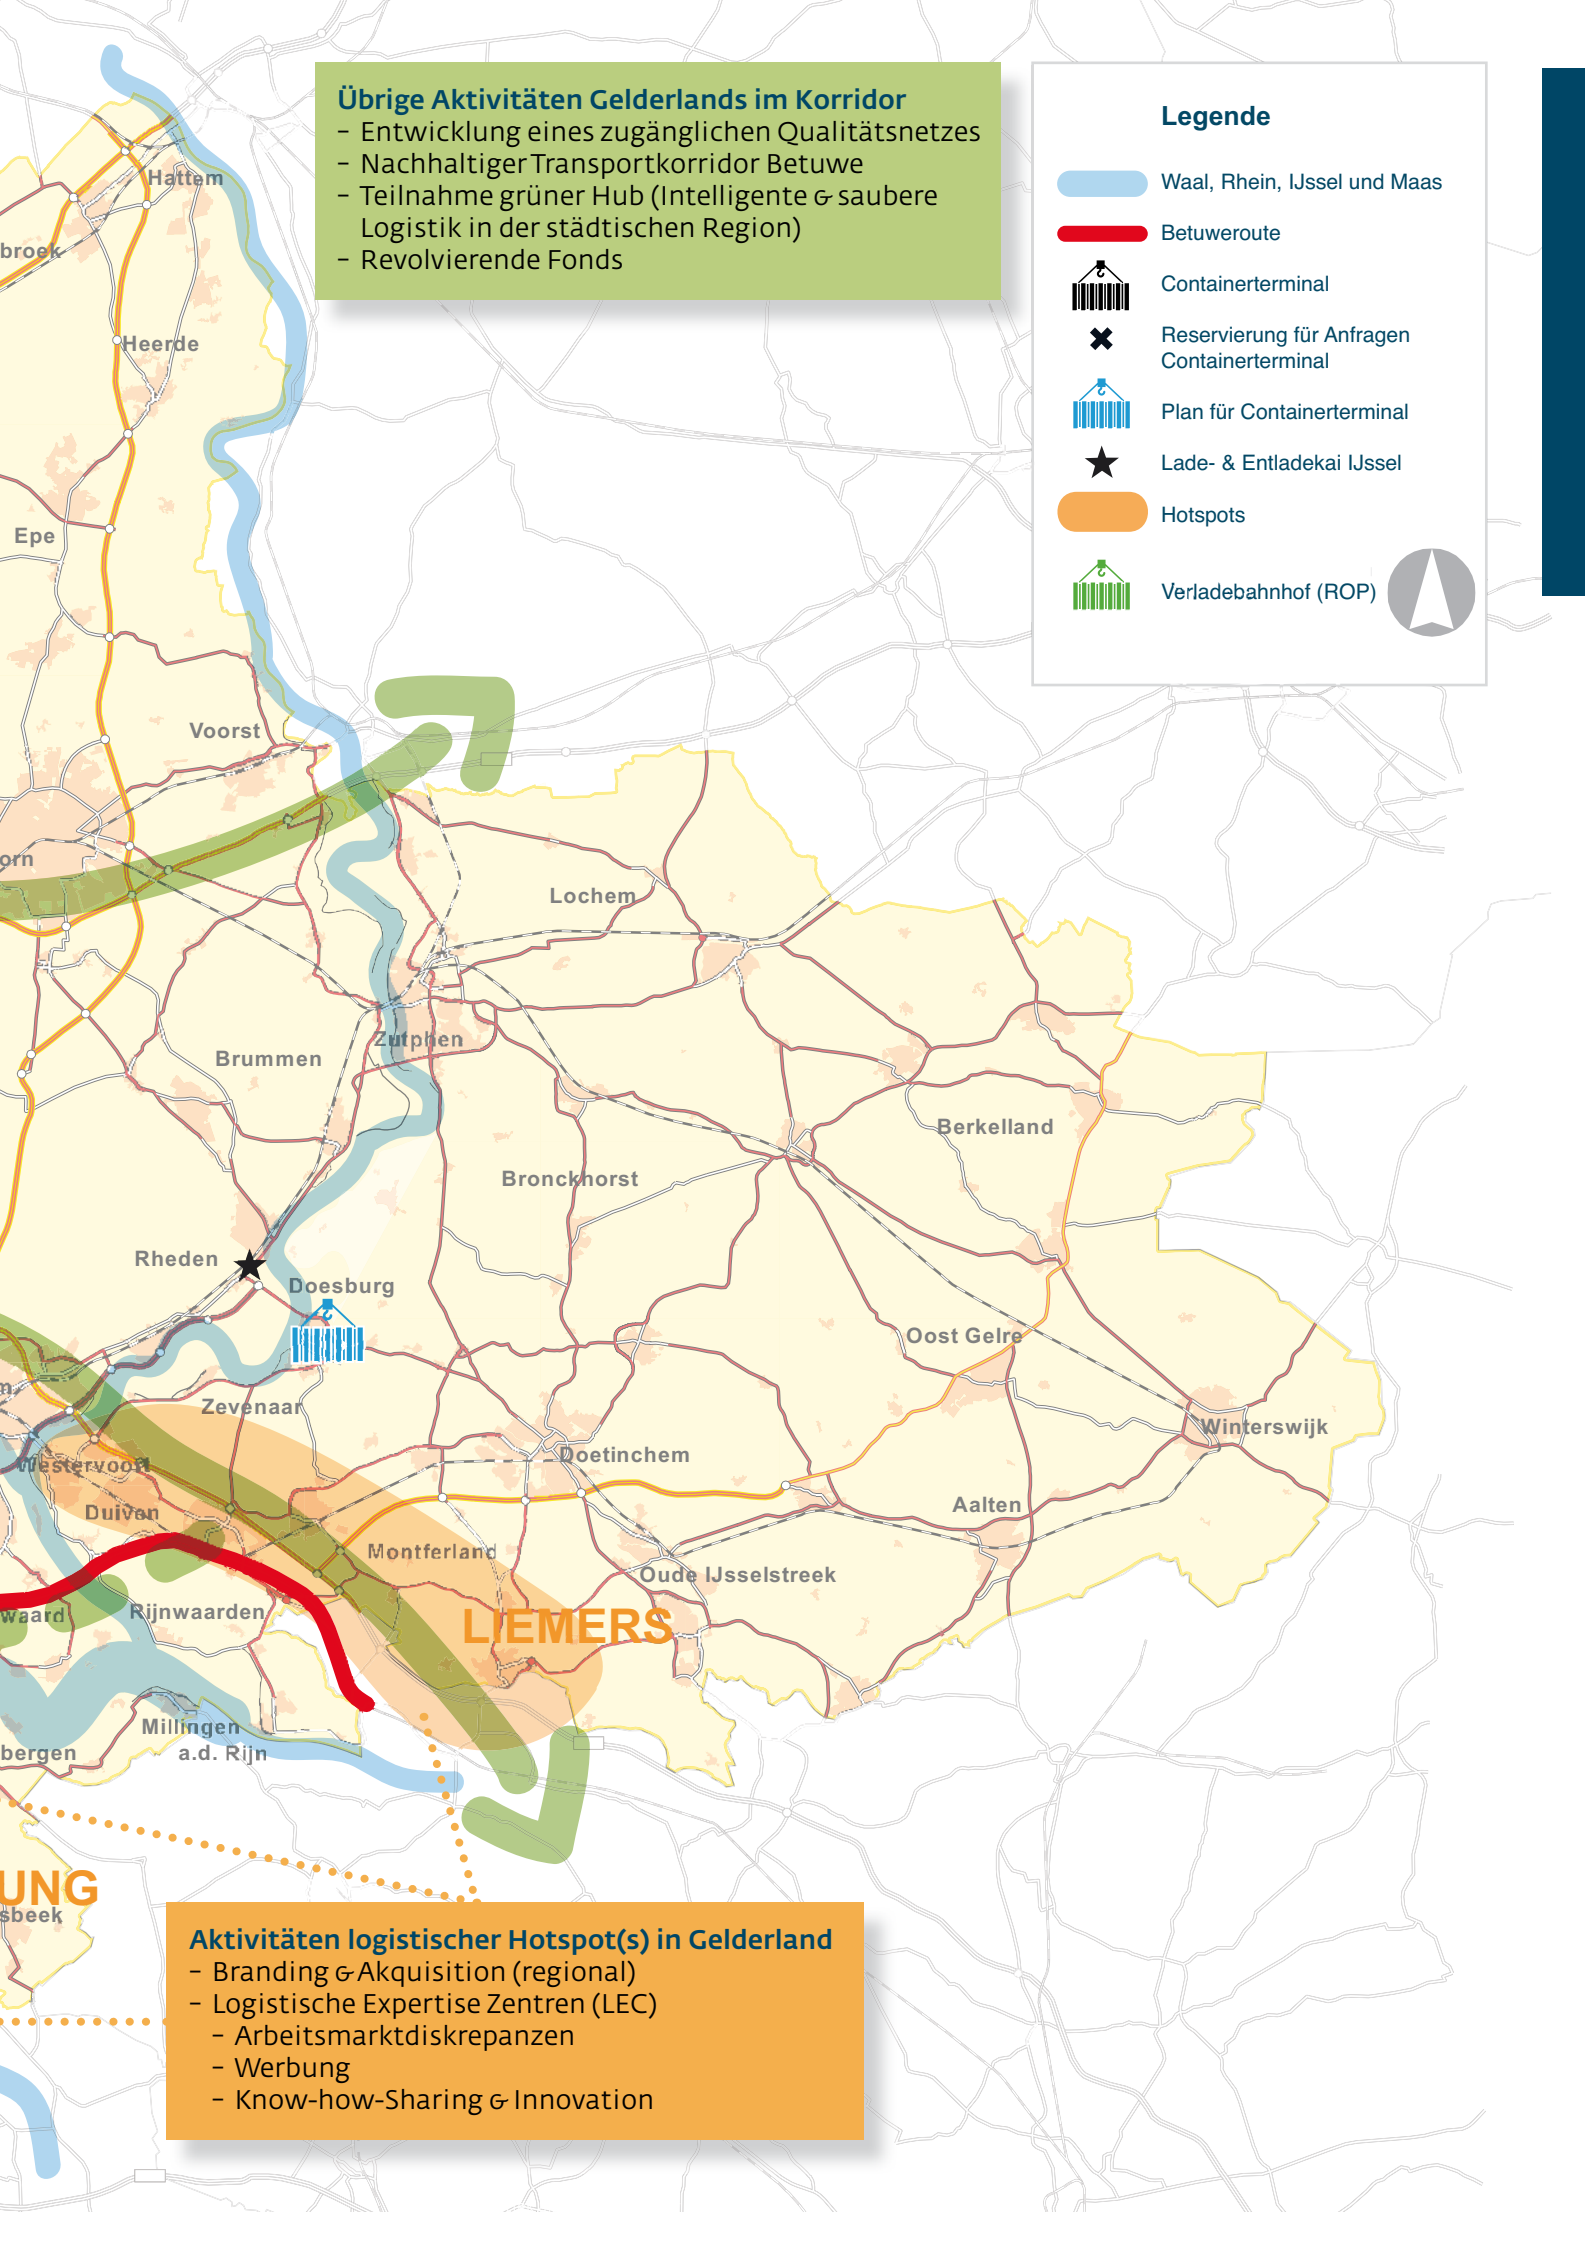 Übrige Aktivitäten Gelderlands im Korridor
– Entwicklung eines zugänglichen Qualitätsnetzes
– Nachhaltiger Transportkorridor Betuwe
– Teilnahme grüner Hub (Intelligente & saubere
Logistik in der städtischen Region)
– Revolvierende Fonds
Legende
Waal, Rhein, IJssel und Maas
Betuweroute
Containerterminal
Reservierung für Anfragen
Containerterminal
Plan für Containerterminal
Lade- & Entladekai IJssel
Hotspots
Verladebahnhof (ROP)
Hattem
broek
Heerde
Epe
Voorst
orn
Lochem
Zutphen
Brummen
Berkelland
Bronckhorst
Rheden
Doesburg
Oost Gelre
m
Zevenaar
Winterswijk
Doetinchem
Westervoort
Aalten
Duiven
Montferland
Oude IJsselstreek
waard
Rijnwaarden
LIEMERS
Millingen
a.d. Rijn
bergen
UNG
sbeek
Aktivitäten logistischer Hotspot(s) in Gelderland
– Branding & Akquisition (regional)
– Logistische Expertise Zentren (LEC)
– Arbeitsmarktdiskrepanzen
– Werbung
– Know-how-Sharing & Innovation